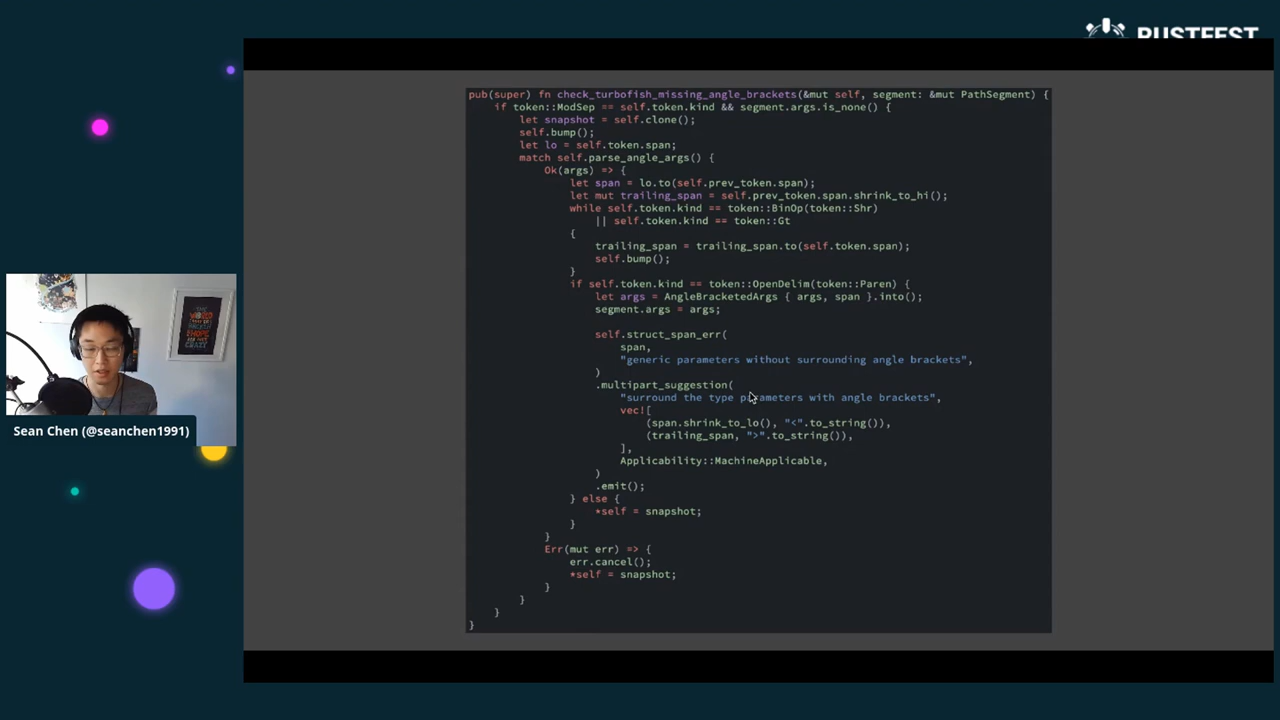 RUSTFEST
pub(super) fn check_turbofish_missing_angle_brackets(&mut self, segment: &mut PathSegment) {
if token::ModSep == self.token.kind && segment.args.is_none() {
let snapshot = self.clone();
self.bump();
let lo = self.token.span;
match self.parse_angle_args() {
Ok(args) => {
let span = lo.to(self.prev_token.span);
let mut trailing_span = self.prev_token.span.shrink_to_hi();
while self.token.kind == token::BinOp(token::Shr)
|| self.token.kind == token::Gt
{
trailing_span = trailing_span.to(self.token.span);
self.bump();
}
if self.token.kind == token::OpenDelim(token::Paren) {
let args = AngleBracketedArgs { args, span }.into();
segment.args = args;
self.struct_span_err(
span,
"generic parameters without surrounding angle brackets",
)
.multipart_suggestion(
"surround the type parameters with angle brackets",
vec![
(span.shrink_to_lo(), "<".to_string()),
(trailing_span, ">".to_string()),
],
Applicability::MachineApplicable,
)
.emit();
} else {
*self = snapshot;
}
}
Err(mut err) => {
err.cancel();
*self = snapshot;
}
}
}
}
Sean Chen (@seanchen1991)